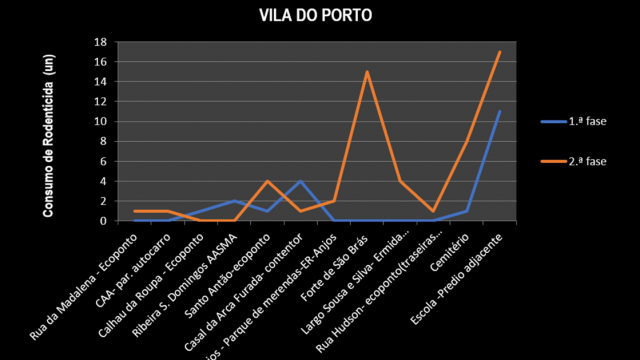 VILA DO PORTO
Consumo de Rodenticida (un)
18
16
14
12
10
8
6
4
2
0
Rua da Madalena - Ecoponto
CAA- par. autocarro
Calhau da Roupa - Ecoponto
Ribeira S. Domingos AASMA
Santo Antão-ecoponto
Casal da Arca Furada- contentor
- Parque de merendas-ER-Anjos
Forte de São Brás
Largo Sousa e Silva- Ermida...
Rua Hudson- ecoponto(traseiras...
Cemitério
Escola -Predio adjacente
1.ª fase
2.ª fase